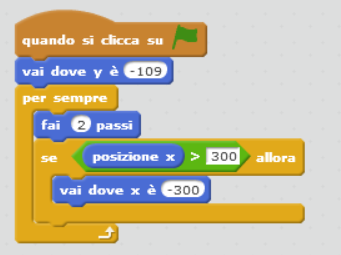 quando si clicca su
vai dove y è -109
per sempre
fai 2 passi
se posizione x > 300 allora
vai dove x è -300